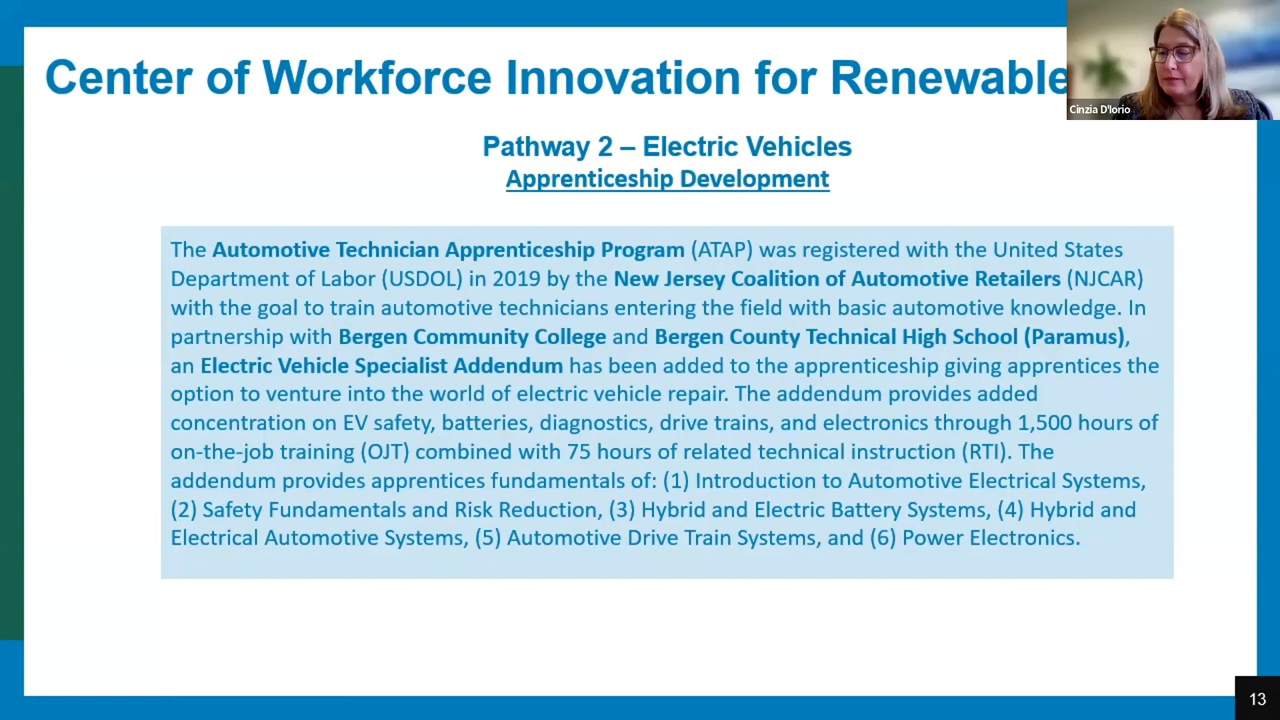 Center of Workforce Innovation for Renewable
Cinzia D'Iorio
Pathway 2 – Electric Vehicles
Apprenticeship Development
The Automotive Technician Apprenticeship Program (ATAP) was registered with the United States
Department of Labor (USDOL) in 2019 by the New Jersey Coalition of Automotive Retailers (NJCAR)
with the goal to train automotive technicians entering the field with basic automotive knowledge. In
partnership with Bergen Community College and Bergen County Technical High School (Paramus),
an Electric Vehicle Specialist Addendum has been added to the apprenticeship giving apprentices the
option to venture into the world of electric vehicle repair. The addendum provides added
concentration on EV safety, batteries, diagnostics, drive trains, and electronics through 1,500 hours of
on-the-job training (OJT) combined with 75 hours of related technical instruction (RTI). The
addendum provides apprentices fundamentals of: (1) Introduction to Automotive Electrical Systems,
(2) Safety Fundamentals and Risk Reduction, (3) Hybrid and Electric Battery Systems, (4) Hybrid and
Electrical Automotive Systems, (5) Automotive Drive Train Systems, and (6) Power Electronics.
13